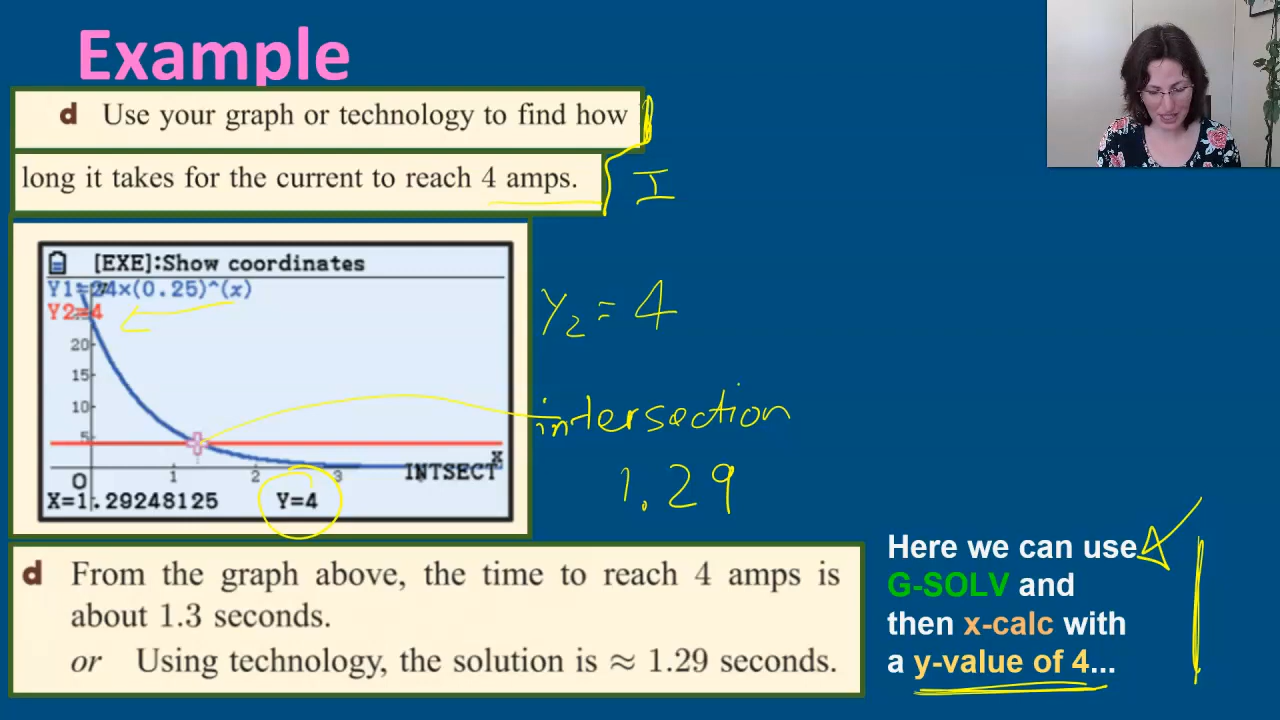 Example
d Use your graph or technology to find how
long it takes for the current to reach 4 amps.
I
[EXE]:Show coordinates
Y1=24×(0.25)^(x)
Y2=4
20
15
10
5
O 1 2 3 x
INTSECT
X=1.29248125 Y=4
Y2 = 4
intersection
1.29
d From the graph above, the time to reach 4 amps is
about 1.3 seconds.
or Using technology, the solution is ≈ 1.29 seconds.
Here we can use
G-SOLV and
then x-calc with
a y-value of 4...